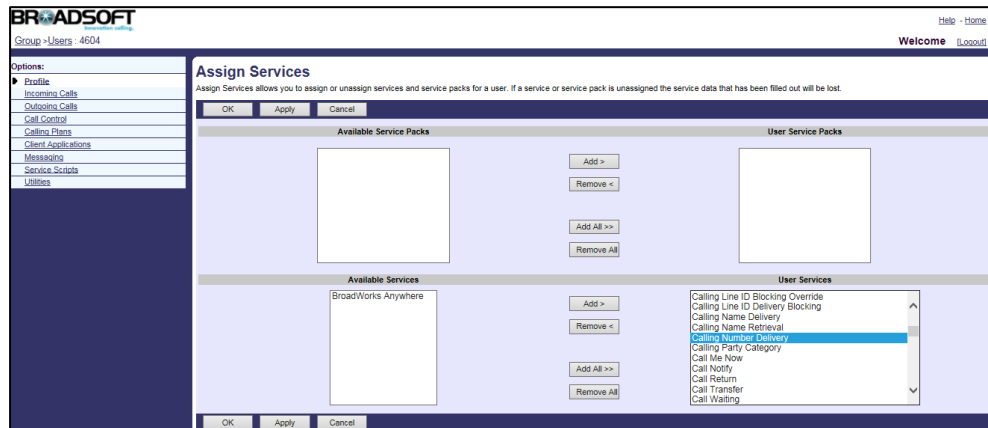 BROADSOFT
Innovation calling.
Help - Home
Group >Users : 4604
Welcome [Logout]
Options:
Profile
Incoming Calls
Outgoing Calls
Call Control
Calling Plans
Client Applications
Messaging
Service Scripts
Utilities
Assign Services
Assign Services allows you to assign or unassign services and service packs for a user. If a service or service pack is unassigned the service data that has been filled out will be lost.
OK Apply Cancel
Available Service Packs
User Service Packs
Add >
Remove <
Add All >>
Remove All
Available Services
User Services
BroadWorks Anywhere
Add >
Remove <
Add All >>
Remove All
Calling Line ID Blocking Override
Calling Line ID Delivery Blocking
Calling Name Delivery
Calling Name Retrieval
Calling Number Delivery
Calling Party Category
Call Me Now
Call Notify
Call Return
Call Transfer
Call Waiting
OK Apply Cancel